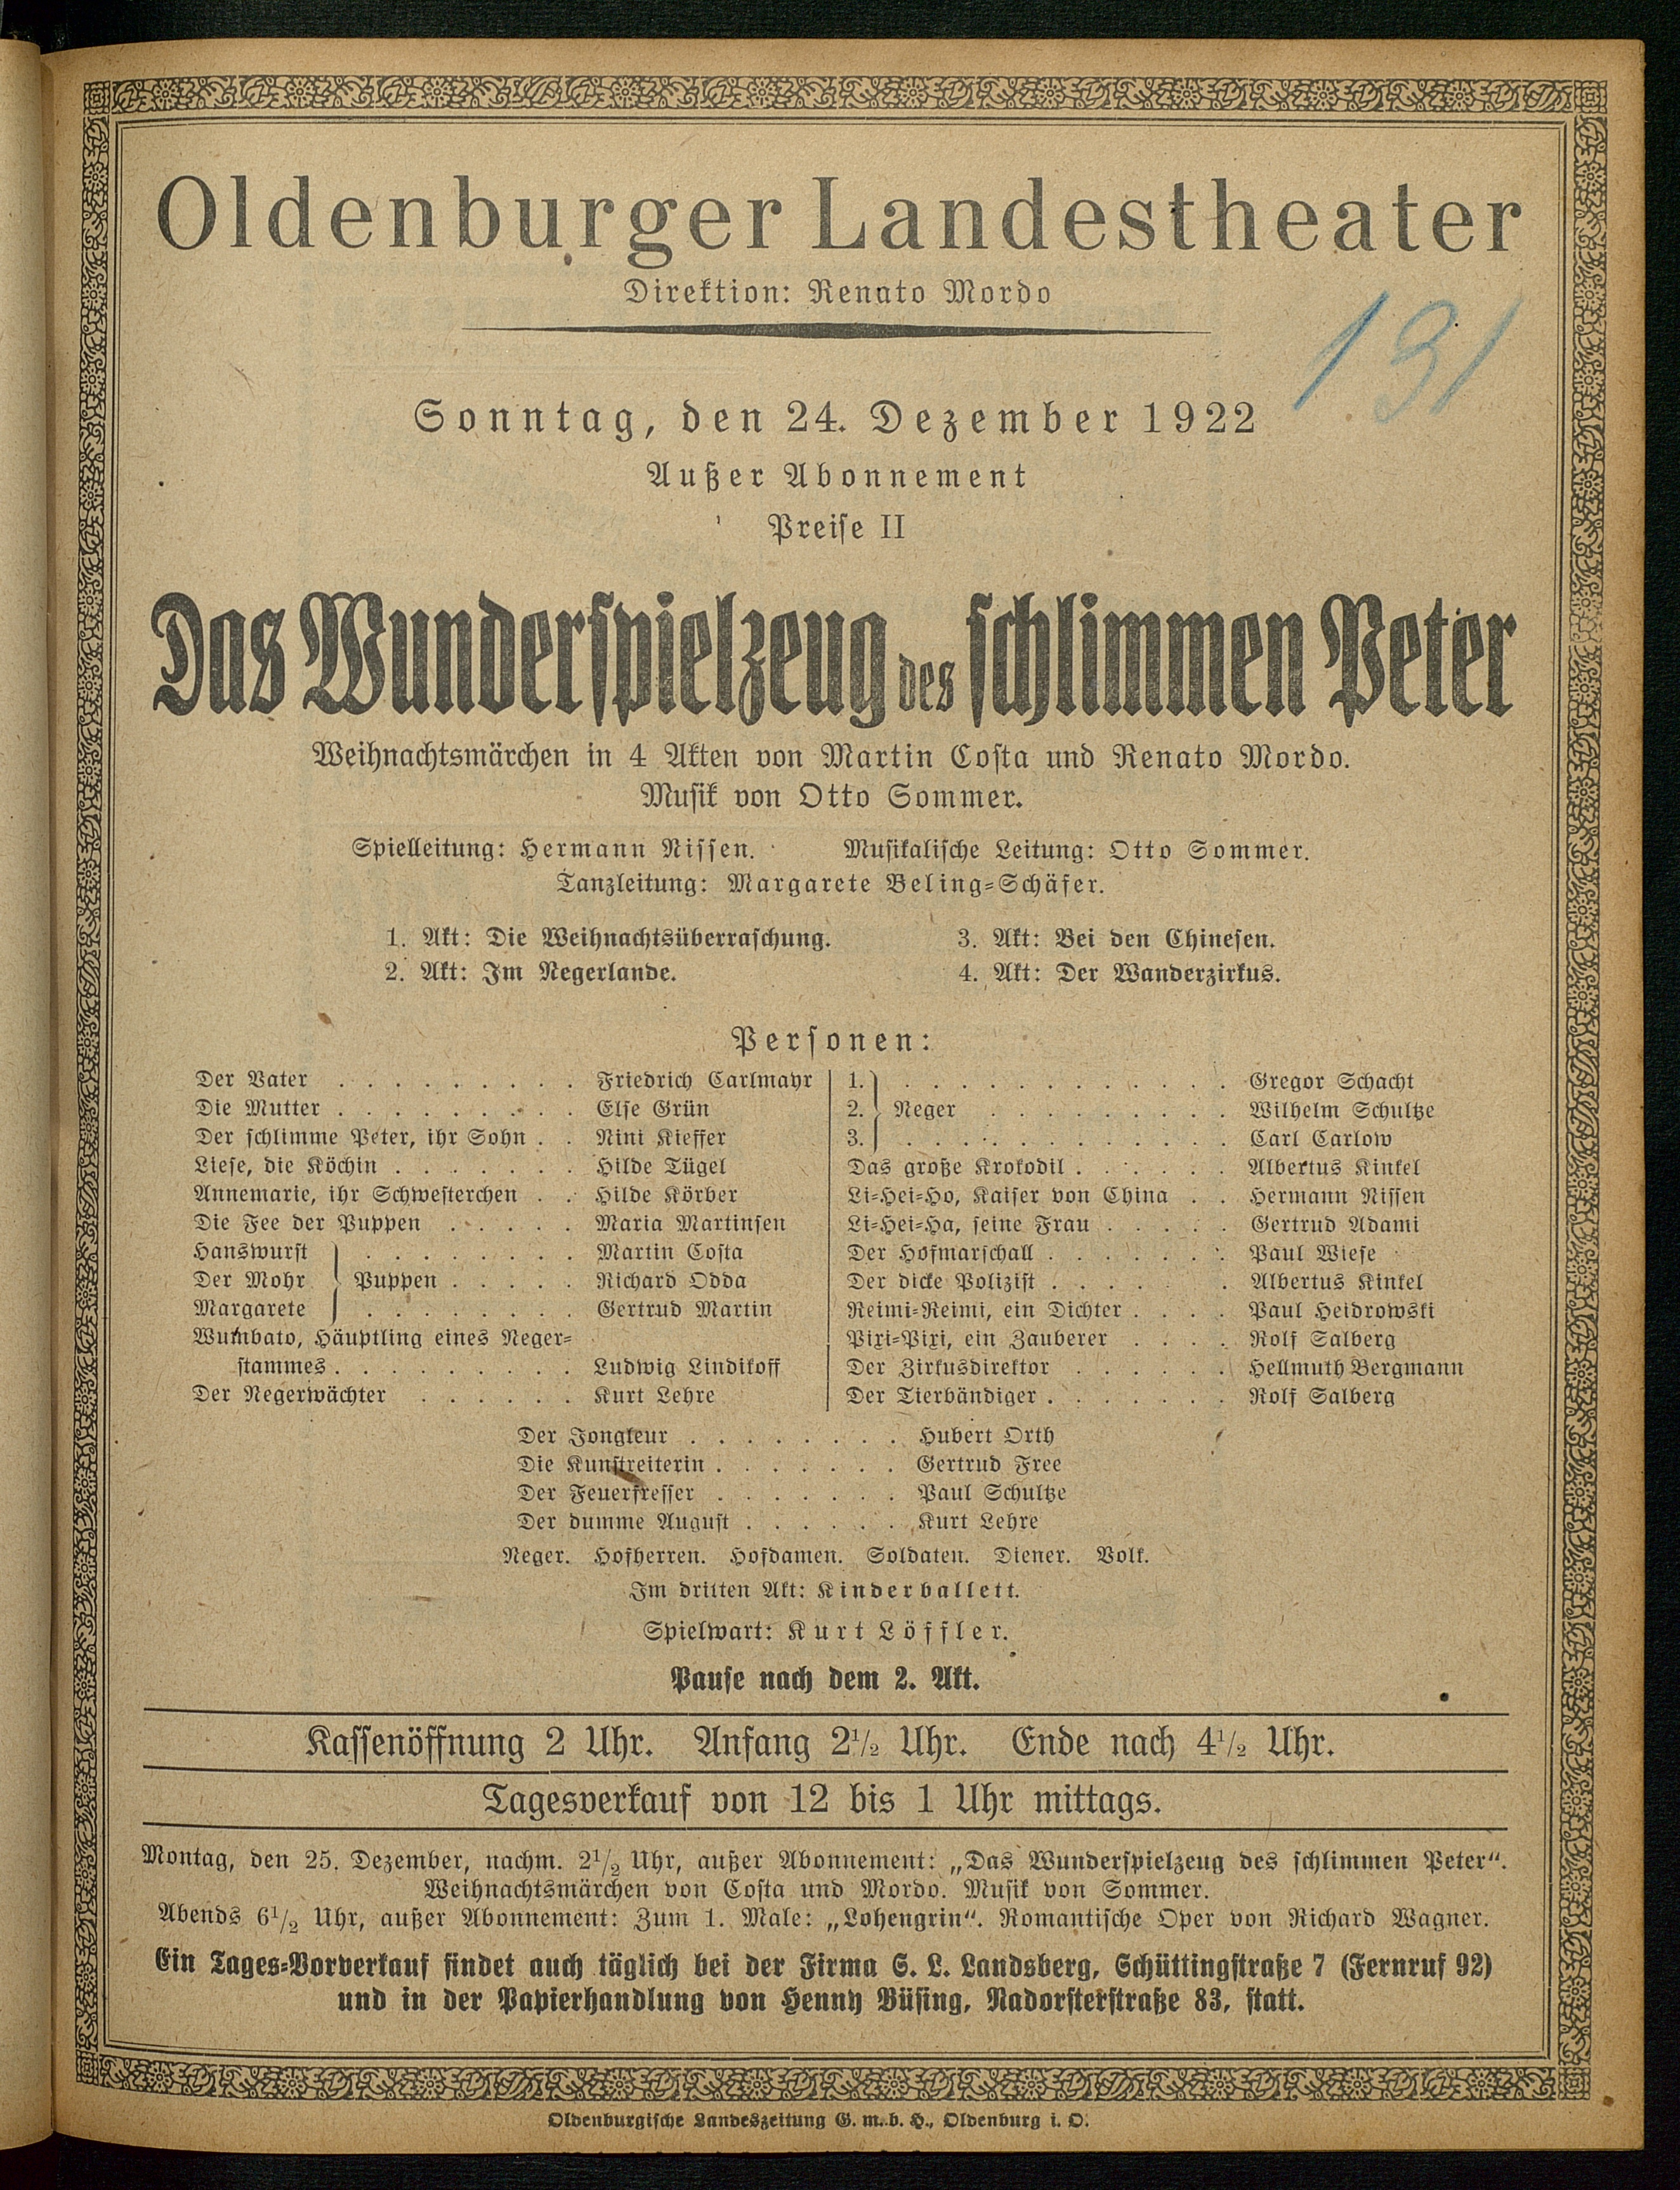 Oldenburger Landestheater
Direktion: Renato Mordo
191
Sonntag, den 24. Dezember 1922
Außer Abonnement
Preise II
Das Wunderspielzeug des schlimmen Peter
Weihnachtsmärchen in 4 Akten von Martin Costa und Renato Mordo.
Musik von Otto Sommer.
Spielleitung: Hermann Nissen. Musikalische Leitung: Otto Sommer.
Tanzleitung: Margarete Beling-Schäfer.
1. Akt: Die Weihnachtsüberraschung.
2. Akt: Im Negerlande.
3. Akt: Bei den Chinesen.
4. Akt: Der Wanderzirkus.
Personen:
Der Vater . . . . . . . . . Friedrich Carlmayr
Die Mutter . . . . . . . . . Else Grün
Der schlimme Peter, ihr Sohn . . Nini Kieffer
Liese, die Köchin . . . . . . . Hilde Tügel
Annemarie, ihr Schwesterchen . . Hilde Körber
Die Fee der Puppen . . . . . Maria Martinsen
Hanswurst . . . . . . . . Martin Costa
Der Mohr } Puppen . . . . . Richard Odda
Margarete . . . . . . . . Gertrud Martin
Wumbato, Häuptling eines Neger-
stammes . . . . . . . . . Ludwig Lindikoff
Der Negerwächter . . . . . . Kurt Lehre
1. . . . . . . . . . . . . Gregor Schacht
2. } Neger . . . . . . . . . Wilhelm Schultze
3. . . . . . . . . . . . . Carl Carlow
Das große Krokodil . . . . . . Albertus Kinkel
Li-Hei-Ho, Kaiser von China . . Hermann Nissen
Li-Hei-Ha, seine Frau . . . . . Gertrud Adami
Der Hofmarschall . . . . . . . Paul Wiese
Der dicke Polizist . . . . . . . Albertus Kinkel
Reimi-Reimi, ein Dichter . . . . Paul Heidrowski
Pixi-Pixi, ein Zauberer . . . . Rolf Salberg
Der Zirkusdirektor . . . . . . Hellmuth Bergmann
Der Tierbändiger . . . . . . . Rolf Salberg
Der Jongleur . . . . . . . . Hubert Orth
Die Kunstreiterin . . . . . . . Gertrud Free
Der Feuerfresser . . . . . . . Paul Schultze
Der dumme August . . . . . . Kurt Lehre
Neger. Hofherren. Hofdamen. Soldaten. Diener. Volk.
Im dritten Akt: Kinderballett.
Spielwart: Kurt Löffler.
Pause nach dem 2. Akt.
Kassenöffnung 2 Uhr. Anfang 2 1/2 Uhr. Ende nach 4 1/2 Uhr.
Tagesverkauf von 12 bis 1 Uhr mittags.
Montag, den 25. Dezember, nachm. 2 1/2 Uhr, außer Abonnement: „Das Wunderspielzeug des schlimmen Peter“.
Weihnachtsmärchen von Costa und Mordo. Musik von Sommer.
Abends 6 1/2 Uhr, außer Abonnement: Zum 1. Male: „Lohengrin“. Romantische Oper von Richard Wagner.
Ein Tages-Vorverkauf findet auch täglich bei der Firma S. L. Landsberg, Schüttingstraße 7 (Fernruf 92)
und in der Papierhandlung von Henny Büsing, Nadorsterstraße 83, statt.
Oldenburgische Landeszeitung G. m. b. H., Oldenburg i. O.